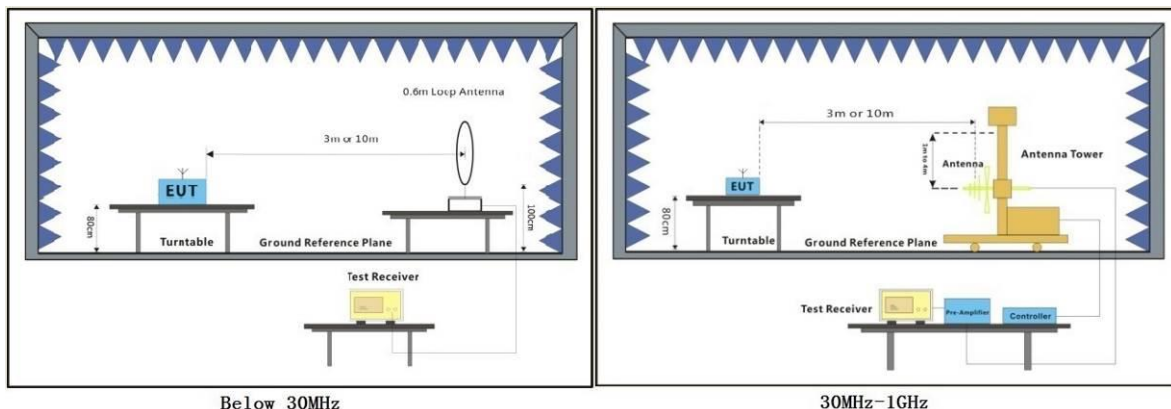 0.6m Loop Antenna
3m or 10m
EUT
80cm
100cm
Turntable
Ground Reference Plane
Test Receiver
Below 30MHz
3m or 10m
1m to 4m
Antenna
Antenna Tower
EUT
80cm
Turntable
Ground Reference Plane
Test Receiver
Pre-Amplifier
Controller
30MHz-1GHz